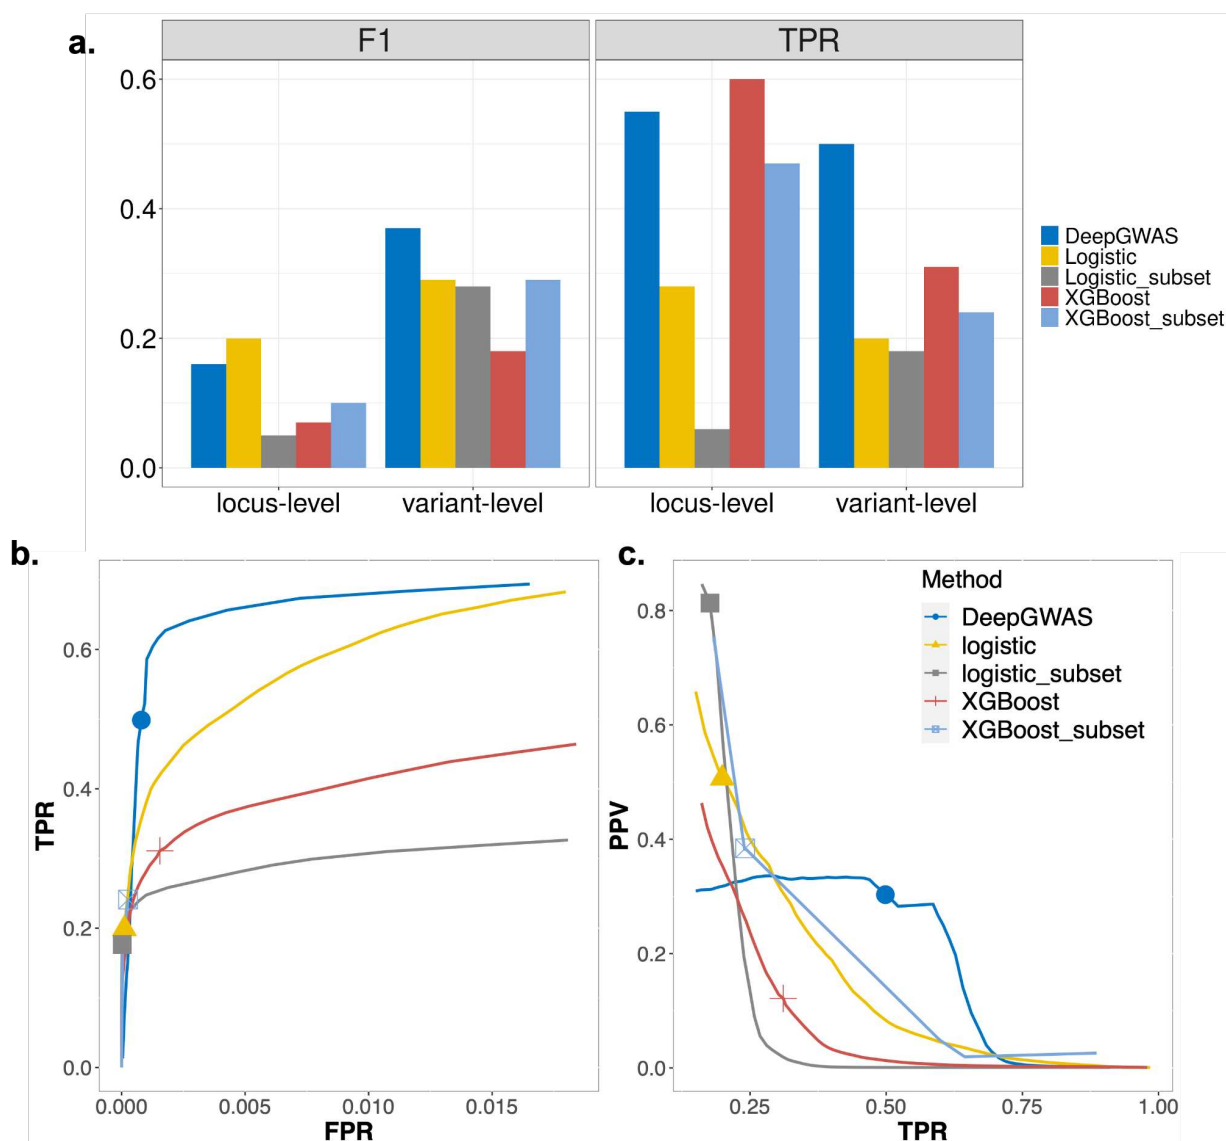 a.
F1
TPR
0.6
0.4
0.2
0.0
locus-level
variant-level
locus-level
variant-level
DeepGWAS
Logistic
Logistic_subset
XGBoost
XGBoost_subset
b.
TPR
0.6
0.4
0.2
0.0
0.000
0.005
0.010
0.015
FPR
c.
PPV
0.8
0.6
0.4
0.2
0.0
0.25
0.50
0.75
1.00
TPR
Method
DeepGWAS
logistic
logistic_subset
XGBoost
XGBoost_subset